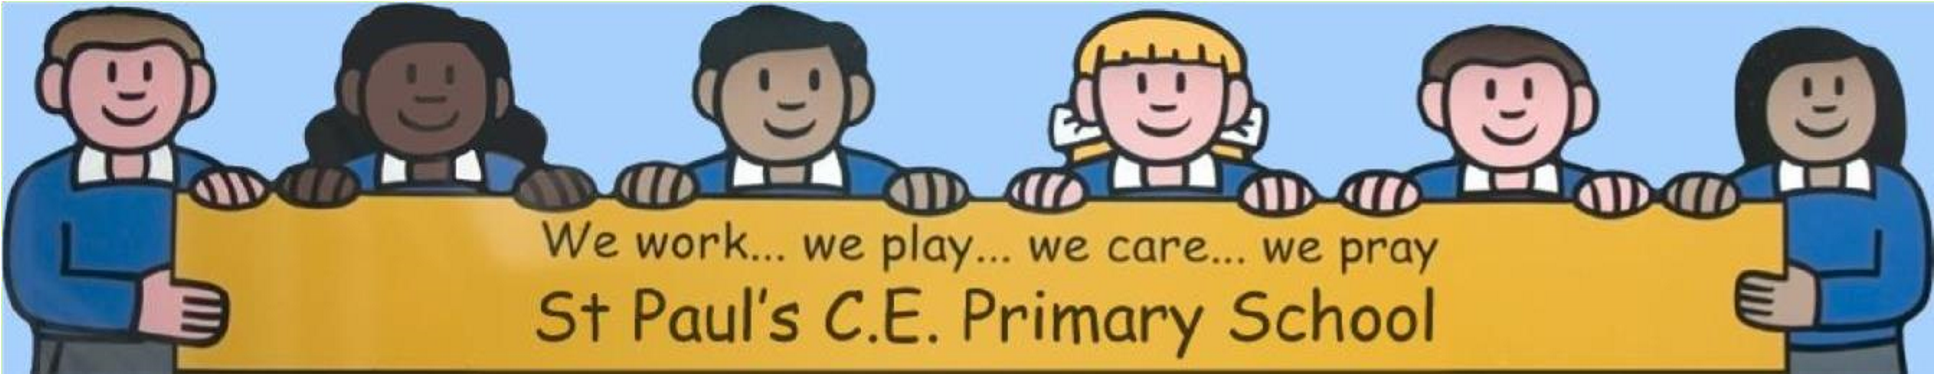 We work... we play... we care... we pray
St Paul's C.E. Primary School